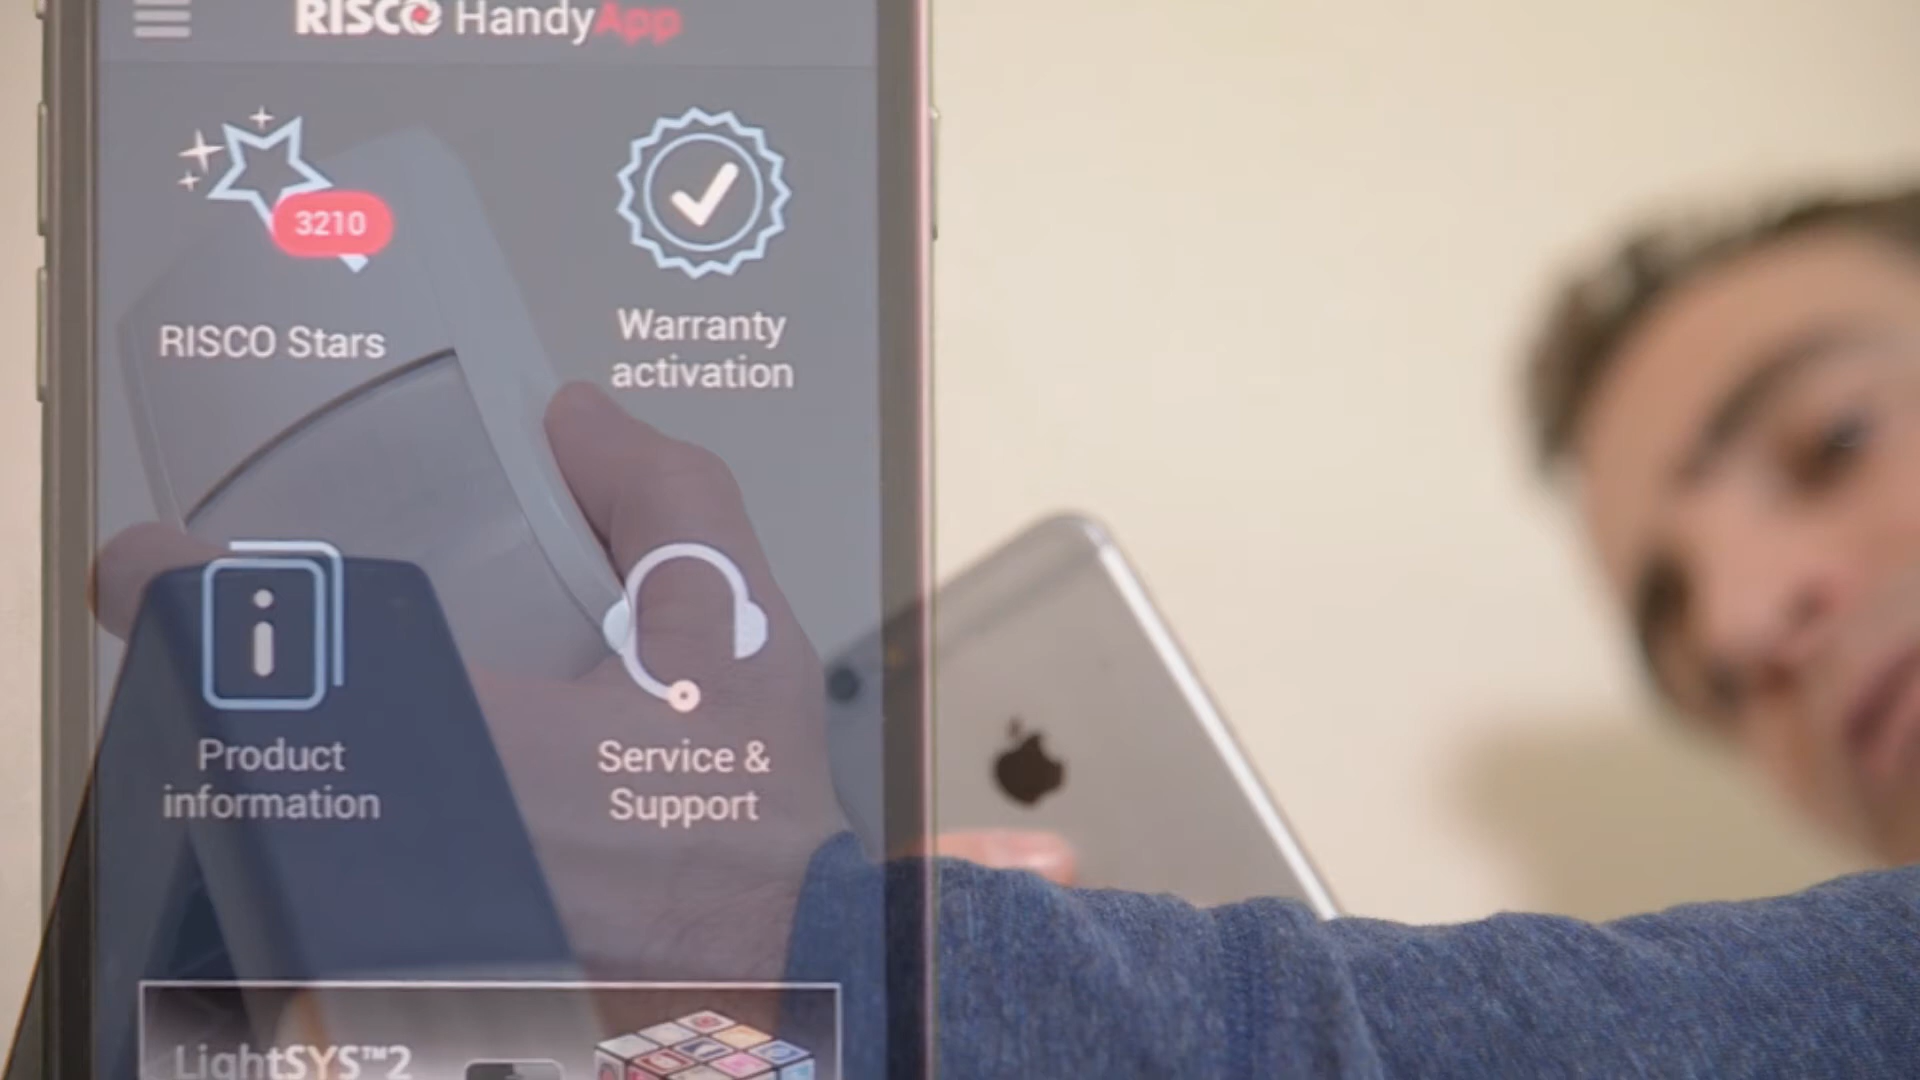 RISCO HandyApp
3210
RISCO Stars
Warranty
activation
Product
information
Service &
Support
LightSYS™2